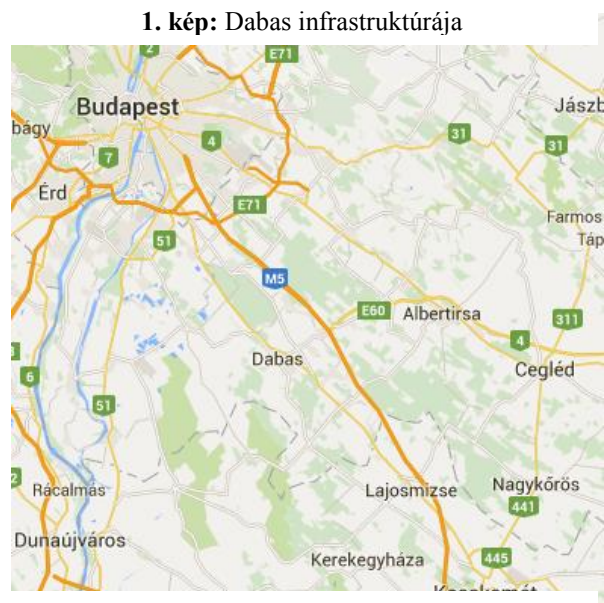 1. kép: Dabas infrastruktúrája
2
E71
Budapest
Jászb
bágy
4
31
31
7
Érd
E71
Farmos
Táp
51
M5
E60
Albertirsa
311
4
Dabas
Cegléd
6
51
Rácalmás
Lajosmizse
Nagykőrös
2
441
Dunaújváros
Kerekegyháza
445